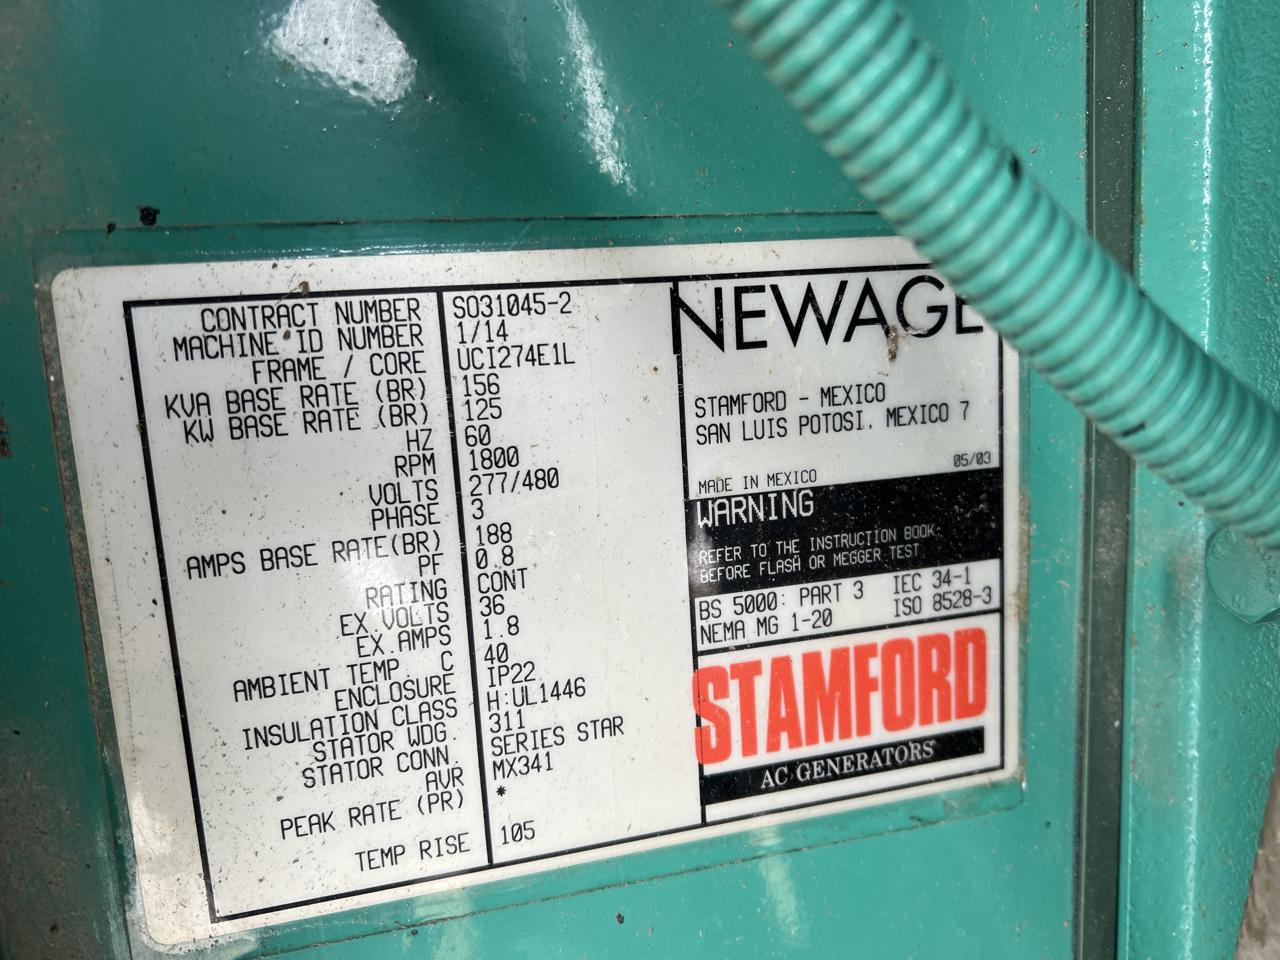 CONTRACT NUMBER SO31045-2
MACHINE ID NUMBER 1/14
FRAME / CORE UCI274E1L
KVA BASE RATE (BR) 156
KW BASE RATE (BR) 125
HZ 60
RPM 1800
VOLTS 277/480
PHASE 3
AMPS BASE RATE(BR) 188
PF 0.8
RATING CONT
EX VOLTS 36
EX AMPS 1.8
AMBIENT TEMP. C 40
ENCLOSURE IP22
INSULATION CLASS H:UL1446
STATOR WDG. 311
STATOR CONN. SERIES STAR
AVR MX341
PEAK RATE (PR) *
TEMP RISE 105
NEWAGE
STAMFORD - MEXICO
SAN LUIS POTOSI, MEXICO 7
05/03
MADE IN MEXICO
WARNING
REFER TO THE INSTRUCTION BOOK:
BEFORE FLASH OR MEGGER TEST
BS 5000: PART 3 IEC 34-1
NEMA MG 1-20 ISO 8528-3
STAMFORD
AC GENERATORS